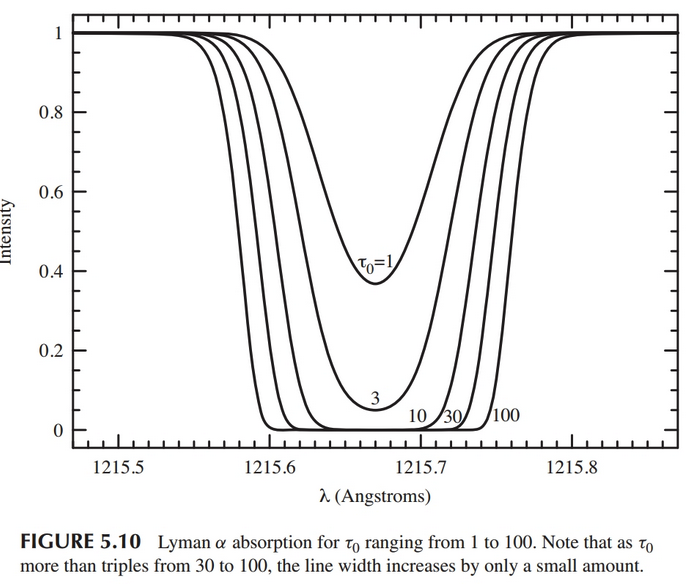 1
0.8
0.6
0.4
0.2
0
Intensity
τ₀=1
3
10
30
100
1215.5
1215.6
1215.7
1215.8
λ (Angstroms)
FIGURE 5.10 Lyman α absorption for τ₀ ranging from 1 to 100. Note that as τ₀
more than triples from 30 to 100, the line width increases by only a small amount.